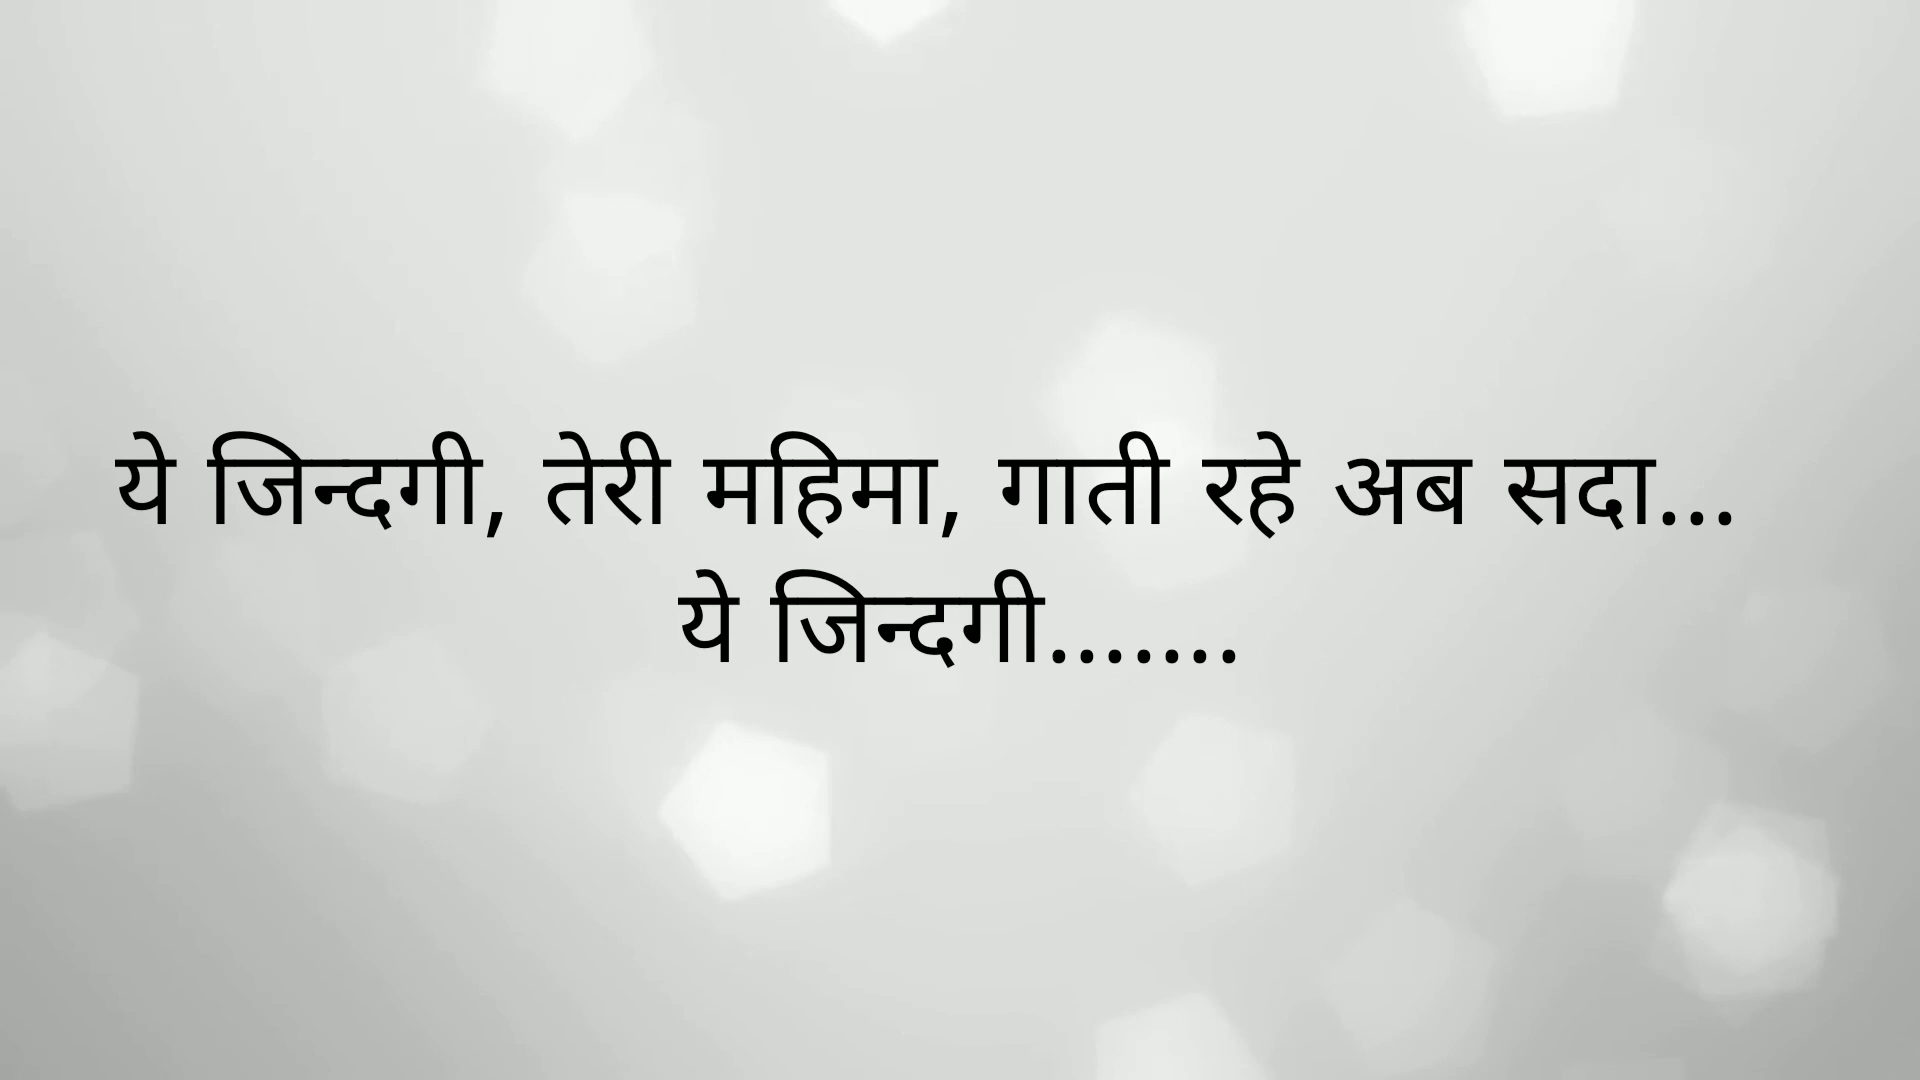 ये जिन्दगी, तेरी महिमा, गाती रहे अब सदा...
ये जिन्दगी.......